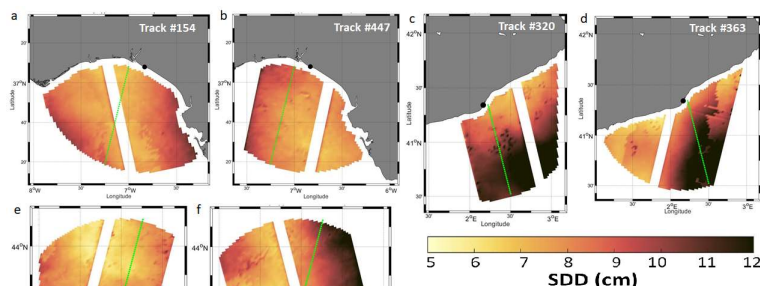 a
Track #154
37°N
40'
20'
Latitude
8°W
30'
7°W
30'
Longitude
b
Track #447
37°N
40'
20'
Latitude
8°W
30'
7°W
30'
6°W
Longitude
c
Track #320
42°N
30'
41°N
30'
Latitude
30'
2°E
30'
3°E
Longitude
d
Track #363
42°N
30'
41°N
30'
Latitude
30'
2°E
30'
3°E
Longitude
e
44°N
f
5 6 7 8 9 10 11 12
SDD (cm)